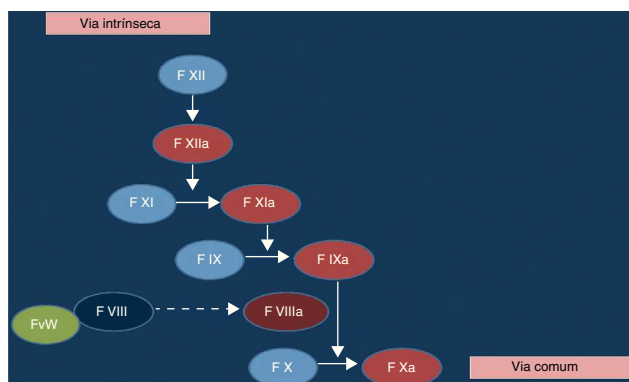 Via intrínseca
F XII
F XIIa
F XI
F XIa
F IX
F IXa
FvW
F VIII
F VIIIa
F X
F Xa
Via comum